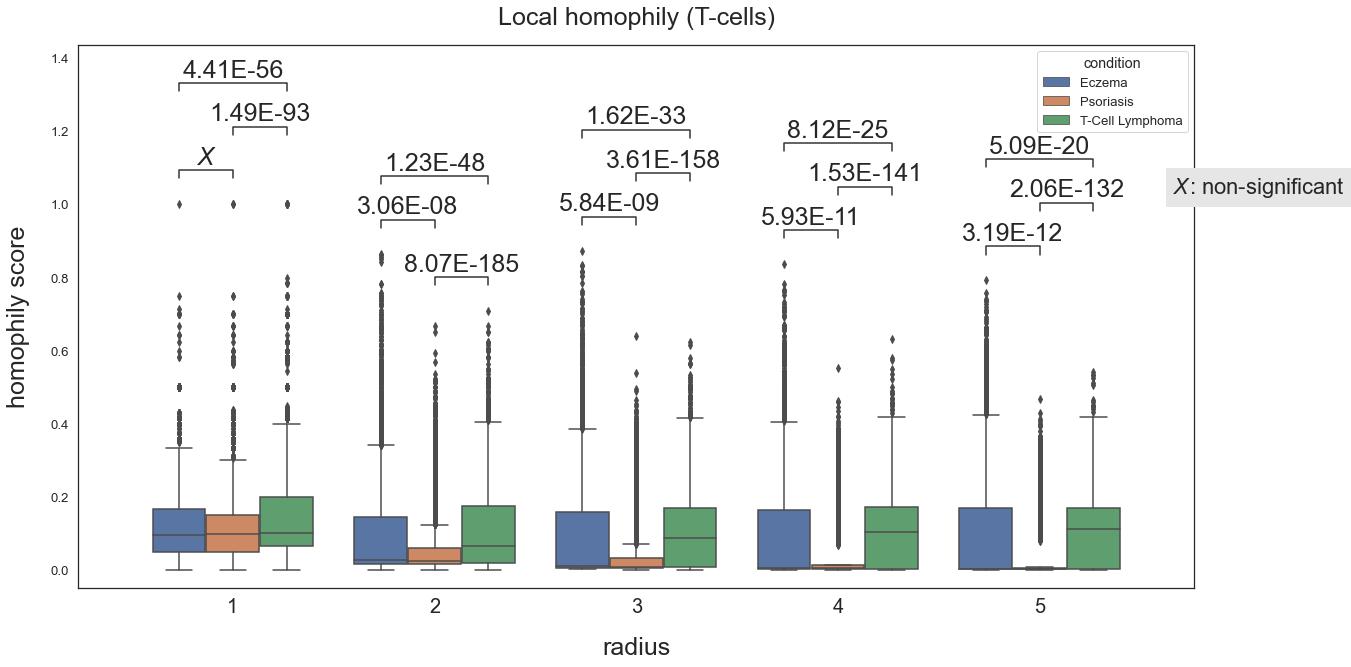 Local homophily (T-cells)
homophily score
1.4
1.2
1.0
0.8
0.6
0.4
0.2
0.0
4.41E-56
1.49E-93
X
1.23E-48
3.06E-08
8.07E-185
1.62E-33
3.61E-158
5.84E-09
8.12E-25
1.53E-141
5.93E-11
5.09E-20
2.06E-132
3.19E-12
condition
Eczema
Psoriasis
T-Cell Lymphoma
X: non-significant
1 2 3 4 5
radius